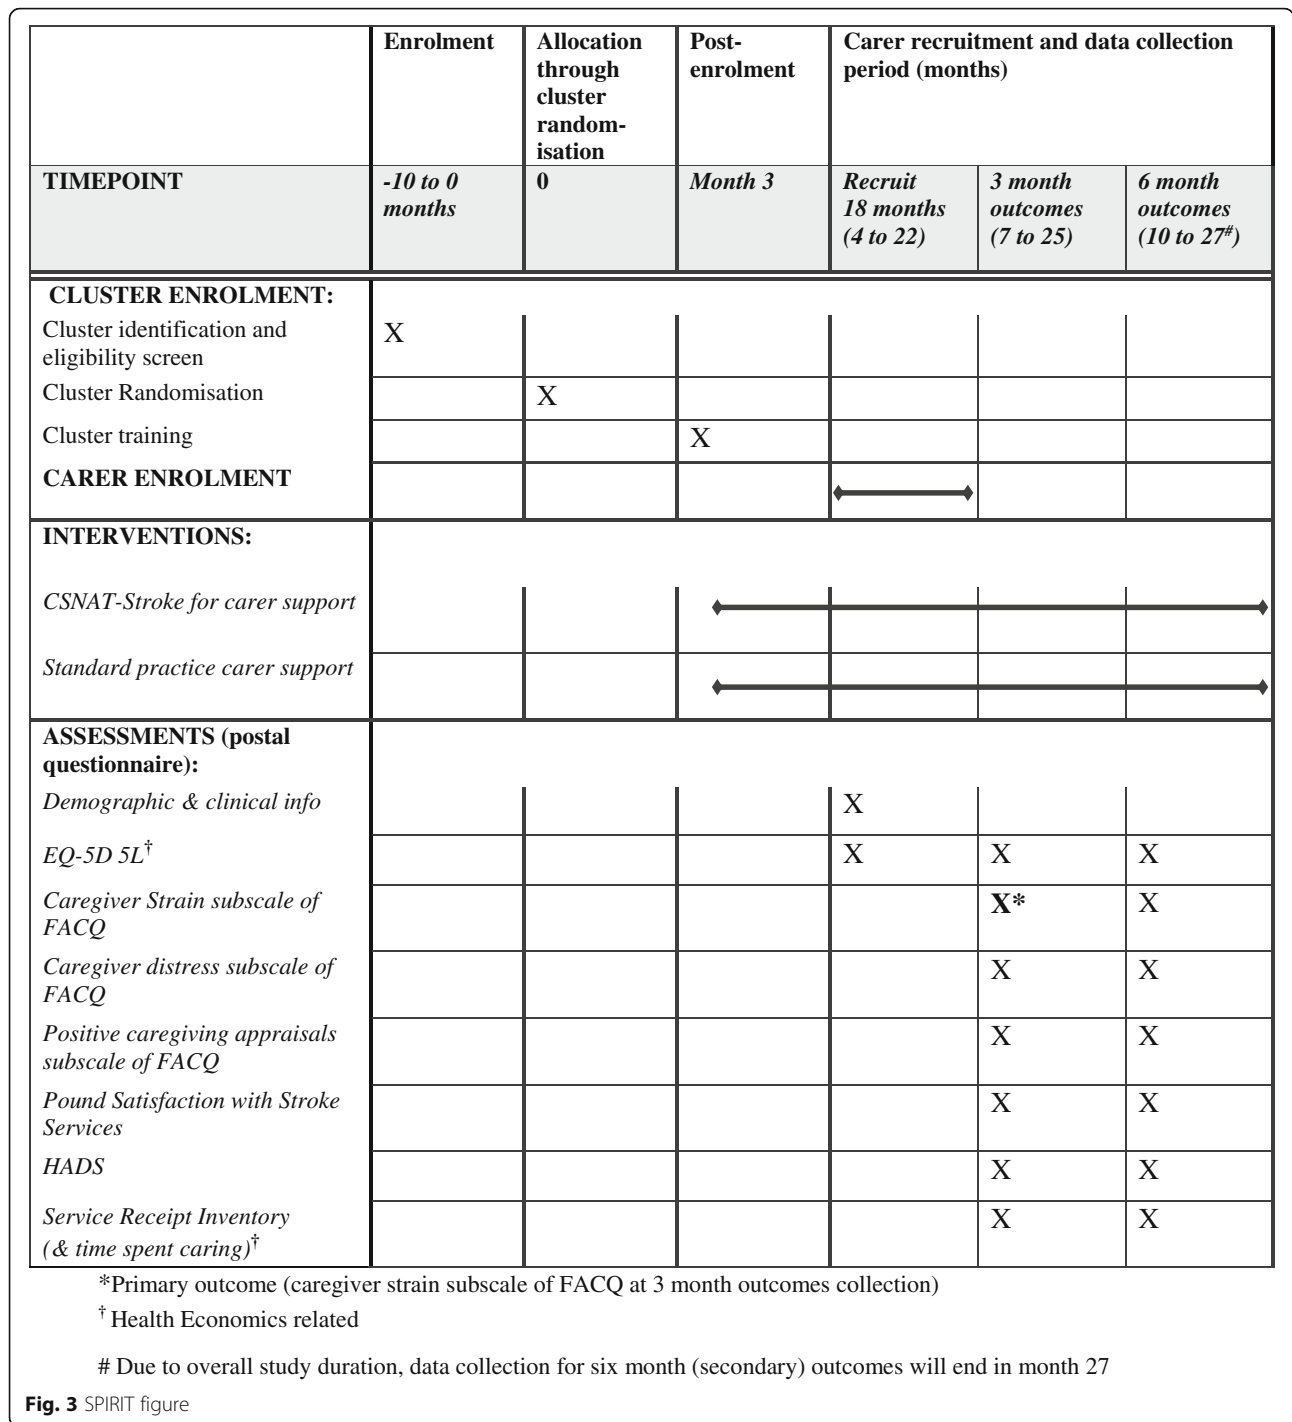 Enrolment
Allocation
through
cluster
random-
isation
Post-
enrolment
Carer recruitment and data collection
period (months)
TIMEPOINT
-10 to 0
months
0
Month 3
Recruit
18 months
(4 to 22)
3 month
outcomes
(7 to 25)
6 month
outcomes
(10 to 27#)
CLUSTER ENROLMENT:
Cluster identification and
eligibility screen
X
Cluster Randomisation
X
Cluster training
X
CARER ENROLMENT
INTERVENTIONS:
CSNAT-Stroke for carer support
Standard practice carer support
ASSESSMENTS (postal
questionnaire):
Demographic & clinical info
X
EQ-5D 5L†
X X X
Caregiver Strain subscale of
FACQ
X* X
Caregiver distress subscale of
FACQ
X X
Positive caregiving appraisals
subscale of FACQ
X X
Pound Satisfaction with Stroke
Services
X X
HADS
X X
Service Receipt Inventory
(& time spent caring)†
X X
*Primary outcome (caregiver strain subscale of FACQ at 3 month outcomes collection)
† Health Economics related
# Due to overall study duration, data collection for six month (secondary) outcomes will end in month 27
Fig. 3 SPIRIT figure